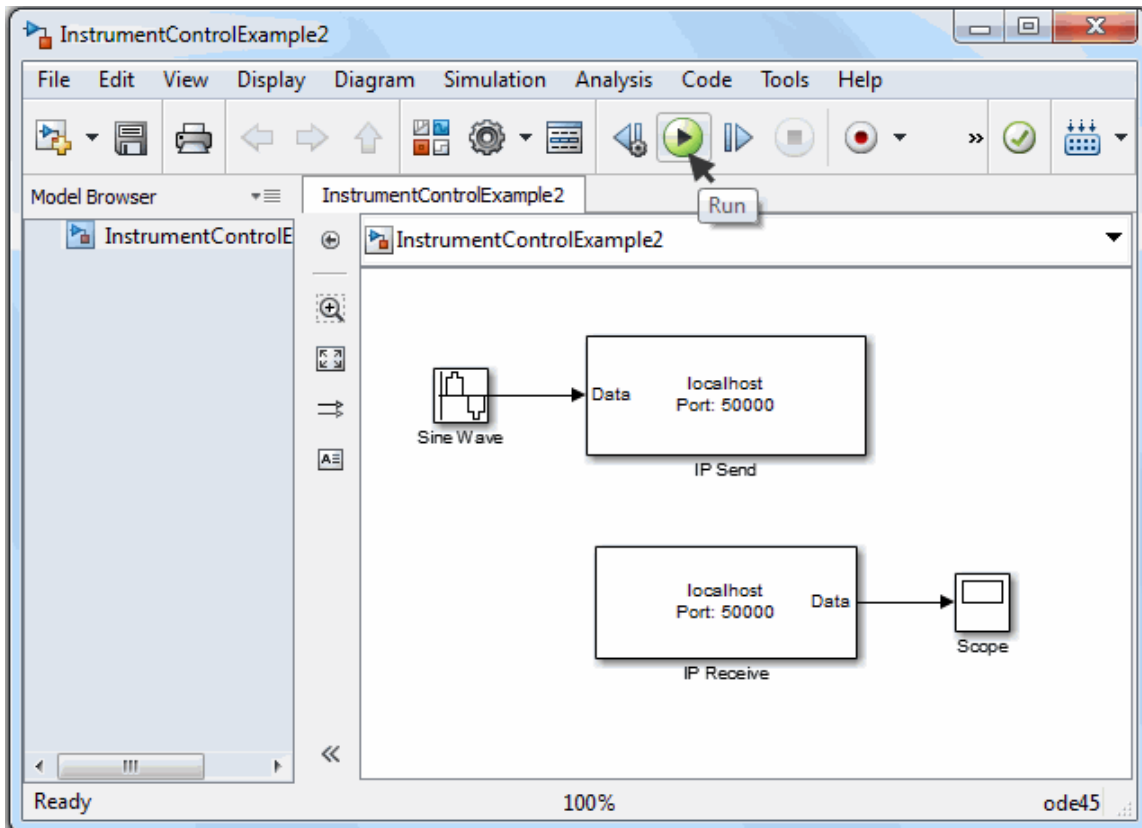 InstrumentControlExample2
File Edit View Display Diagram Simulation Analysis Code Tools Help
Model Browser
InstrumentControlExample2
Run
InstrumentControlE
InstrumentControlExample2
Data
localhost
Port: 50000
Sine Wave
IP Send
localhost
Port: 50000
Data
Scope
IP Receive
Ready 100% ode45